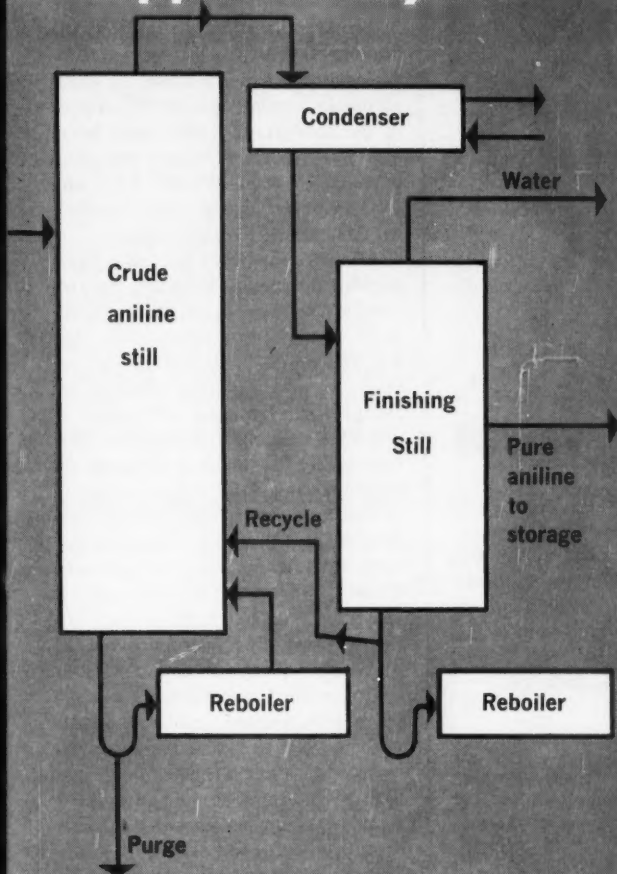 Condenser
Water
Crude
aniline
still
Finishing
Still
Pure
aniline
to
storage
Recycle
Reboiler
Reboiler
Purge